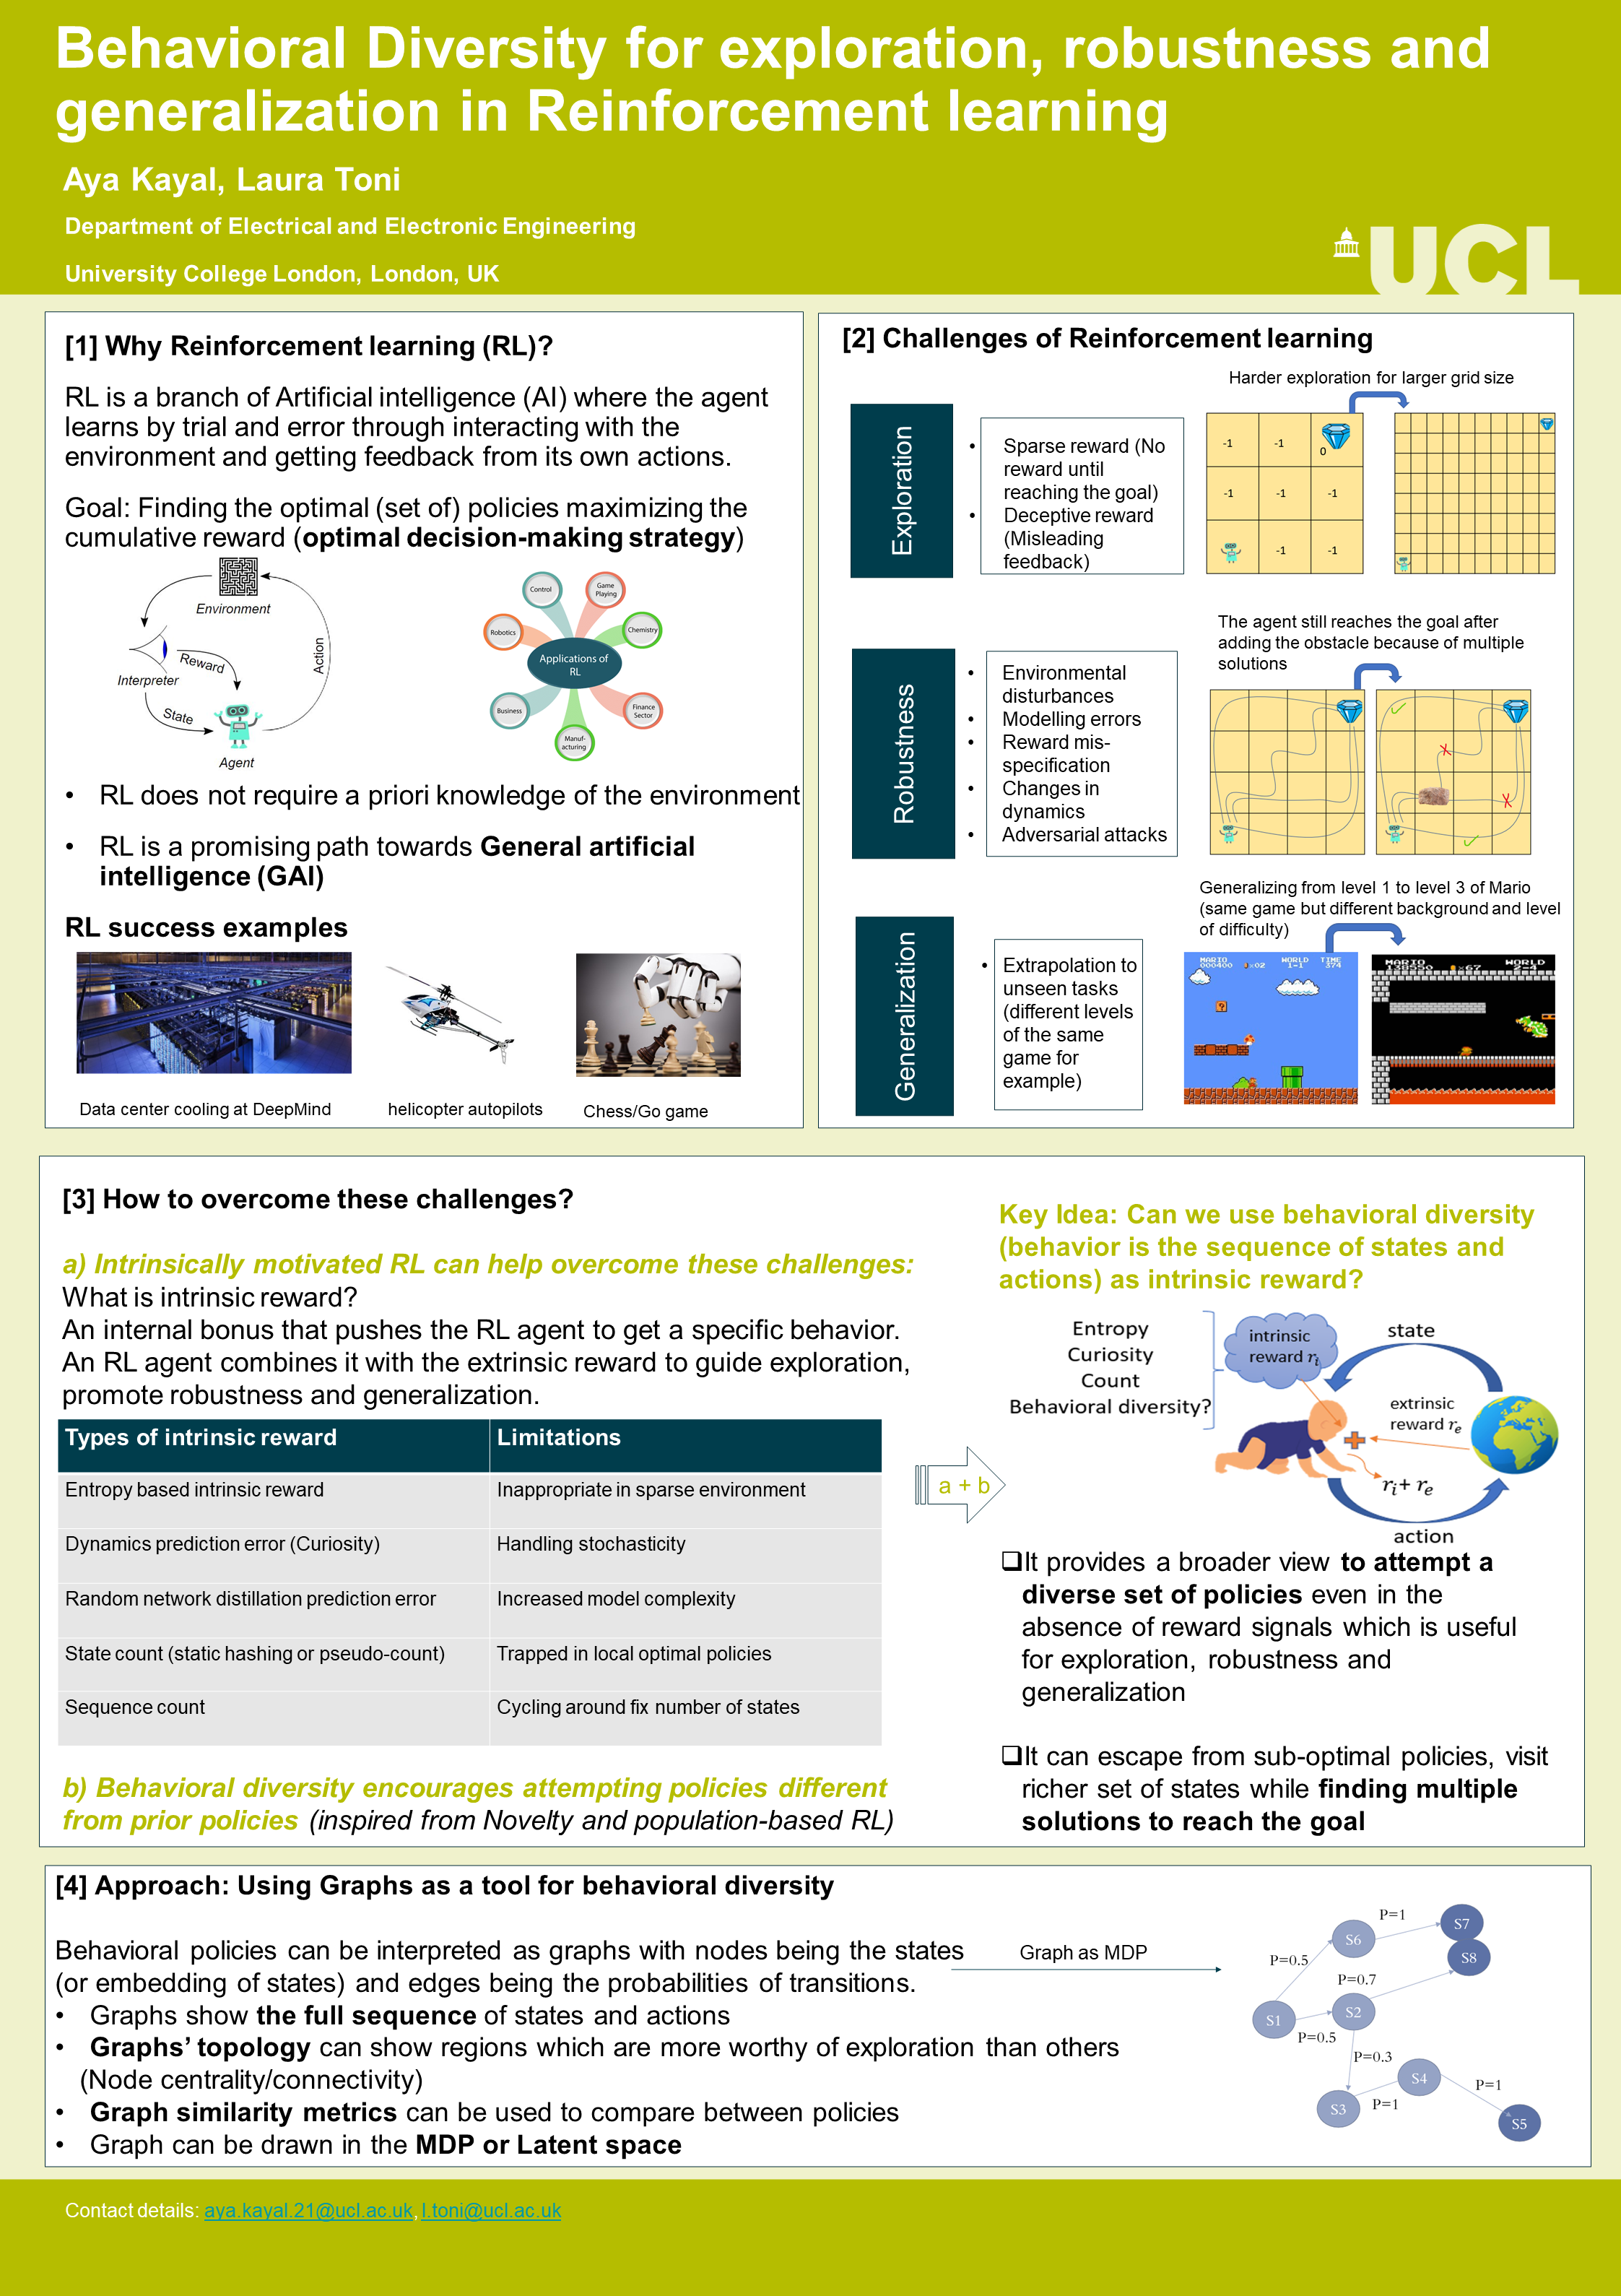 Behavioral Diversity for exploration, robustness and
generalization in Reinforcement learning
Aya Kayal, Laura Toni
Department of Electrical and Electronic Engineering
University College London, London, UK
UCL
[1] Why Reinforcement learning (RL)?
RL is a branch of Artificial intelligence (AI) where the agent
learns by trial and error through interacting with the
environment and getting feedback from its own actions.
Goal: Finding the optimal (set of) policies maximizing the
cumulative reward (optimal decision-making strategy)
Environment
Action
Reward
Interpreter
State
Agent
Control
Game
Playing
Robotics
Chemistry
Applications of
RL
Business
Finance
Sector
Manuf-
acturing
• RL does not require a priori knowledge of the environment
• RL is a promising path towards General artificial
intelligence (GAI)
RL success examples
Data center cooling at DeepMind
helicopter autopilots
Chess/Go game
[2] Challenges of Reinforcement learning
Harder exploration for larger grid size
Exploration
• Sparse reward (No
reward until
reaching the goal)
• Deceptive reward
(Misleading
feedback)
-1 -1 0
-1 -1 -1
-1 -1
The agent still reaches the goal after
adding the obstacle because of multiple
solutions
Robustness
• Environmental
disturbances
• Modelling errors
• Reward mis-
specification
• Changes in
dynamics
• Adversarial attacks
Generalizing from level 1 to level 3 of Mario
(same game but different background and level
of difficulty)
Generalization
• Extrapolation to
unseen tasks
(different levels
of the same
game for
example)
MARIO WORLD TIME
000400 ×02 1-1 374
MARIO WORLD
138550 ×67 2-4
[3] How to overcome these challenges?
a) Intrinsically motivated RL can help overcome these challenges:
What is intrinsic reward?
An internal bonus that pushes the RL agent to get a specific behavior.
An RL agent combines it with the extrinsic reward to guide exploration,
promote robustness and generalization.
Types of intrinsic reward Limitations
Entropy based intrinsic reward Inappropriate in sparse environment
Dynamics prediction error (Curiosity) Handling stochasticity
Random network distillation prediction error Increased model complexity
State count (static hashing or pseudo-count) Trapped in local optimal policies
Sequence count Cycling around fix number of states
b) Behavioral diversity encourages attempting policies different
from prior policies (inspired from Novelty and population-based RL)
a + b
Key Idea: Can we use behavioral diversity
(behavior is the sequence of states and
actions) as intrinsic reward?
Entropy
Curiosity
Count
Behavioral diversity?
intrinsic
reward ri
state
extrinsic
reward re
ri+ re
action
❑It provides a broader view to attempt a
diverse set of policies even in the
absence of reward signals which is useful
for exploration, robustness and
generalization
❑It can escape from sub-optimal policies, visit
richer set of states while finding multiple
solutions to reach the goal
[4] Approach: Using Graphs as a tool for behavioral diversity
Behavioral policies can be interpreted as graphs with nodes being the states
(or embedding of states) and edges being the probabilities of transitions.
• Graphs show the full sequence of states and actions
• Graphs’ topology can show regions which are more worthy of exploration than others
(Node centrality/connectivity)
• Graph similarity metrics can be used to compare between policies
• Graph can be drawn in the MDP or Latent space
Graph as MDP
P=1
S7
S6
P=0.5
S8
P=0.7
S1
S2
P=0.5
P=0.3
S4
P=1
S3
P=1
S5
Contact details: aya.kayal.21@ucl.ac.uk, l.toni@ucl.ac.uk